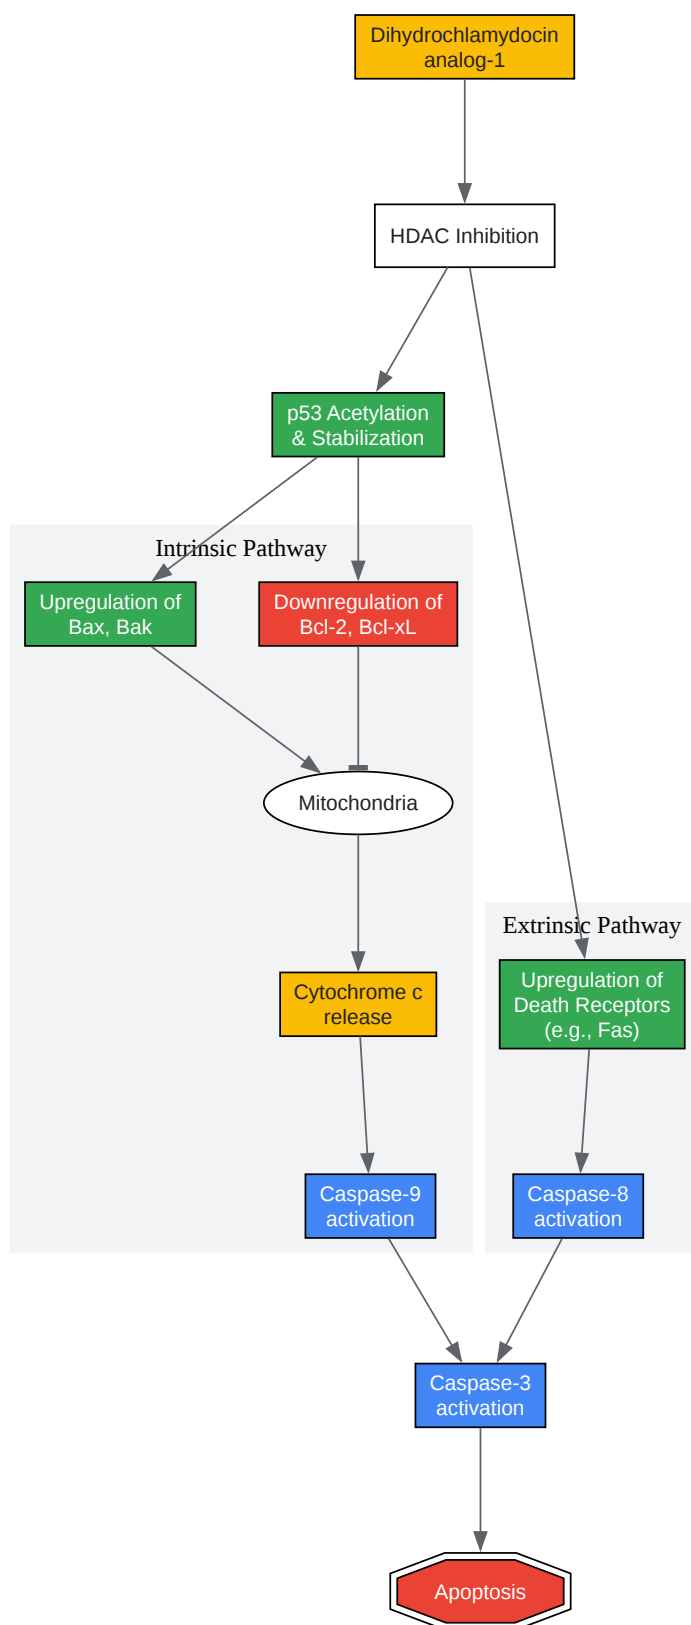 Dihydrochlamydocin
analog-1
HDAC Inhibition
p53 Acetylation
& Stabilization
Intrinsic Pathway
Upregulation of
Bax, Bak
Downregulation of
Bcl-2, Bcl-xL
Mitochondria
Extrinsic Pathway
Upregulation of
Death Receptors
(e.g., Fas)
Cytochrome c
release
Caspase-9
activation
Caspase-8
activation
Caspase-3
activation
Apoptosis